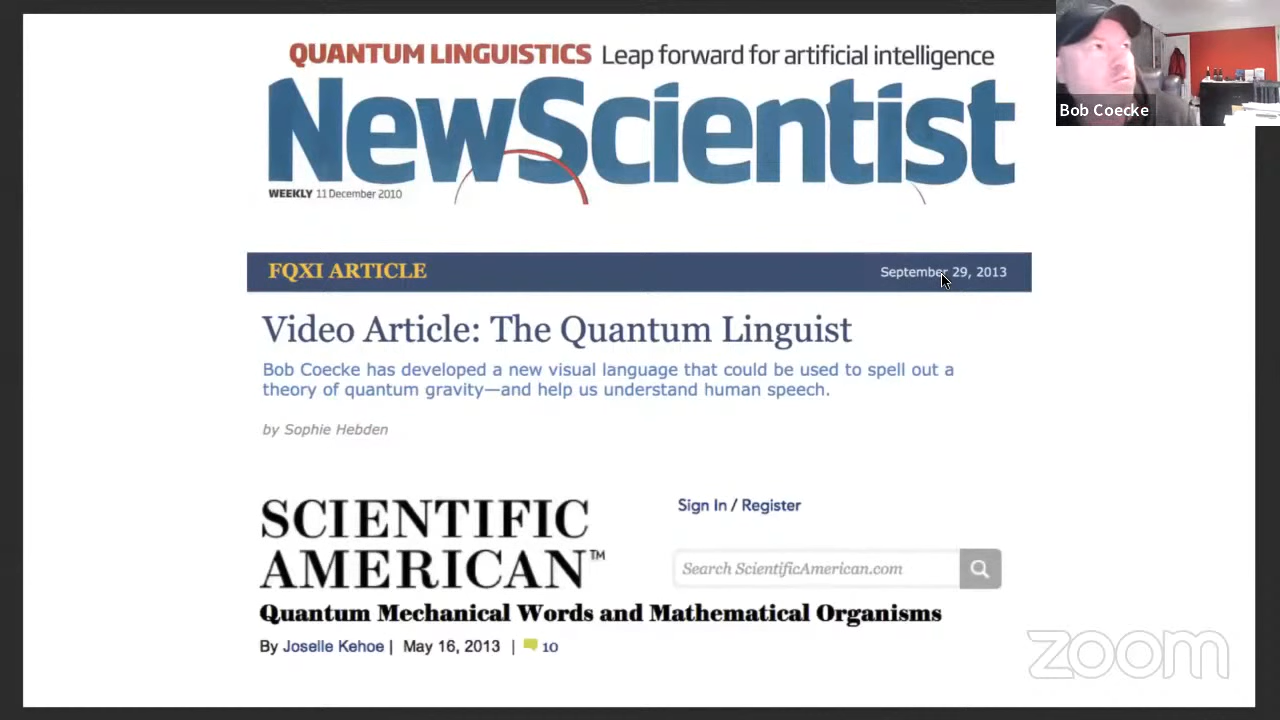 QUANTUM LINGUISTICS Leap forward for artificial intelligence
NewScientist
WEEKLY 11 December 2010
Bob Coecke
FQXI ARTICLE September 29, 2013
Video Article: The Quantum Linguist
Bob Coecke has developed a new visual language that could be used to spell out a
theory of quantum gravity—and help us understand human speech.
by Sophie Hebden
SCIENTIFIC
AMERICAN™
Sign In / Register
Search ScientificAmerican.com
Quantum Mechanical Words and Mathematical Organisms
By Joselle Kehoe | May 16, 2013 | 10
zoom